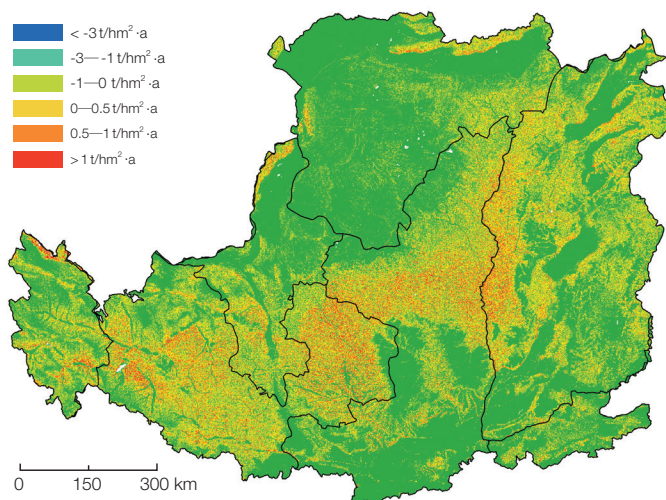 < -3 t/hm²·a
-3— -1 t/hm²·a
-1—0 t/hm²·a
0—0.5 t/hm²·a
0.5—1 t/hm²·a
>1 t/hm²·a
0 150 300 km